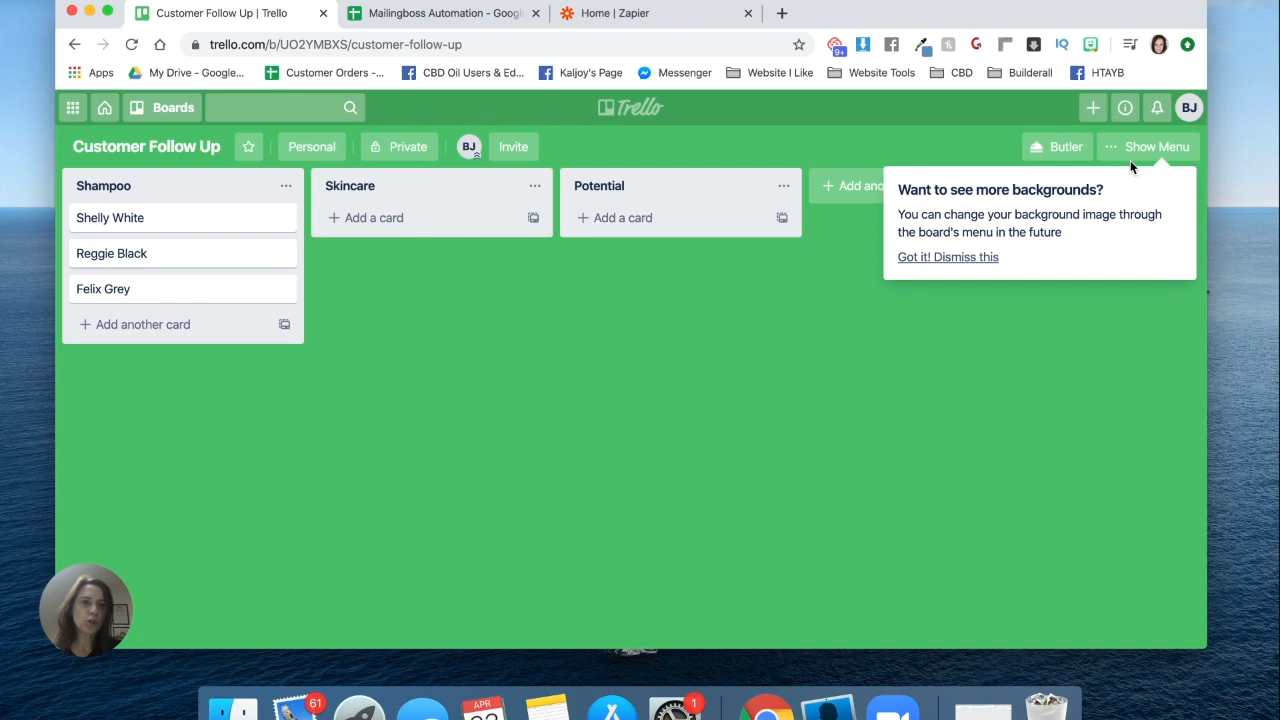 Customer Follow Up | Trello
Mailingboss Automation - Googl
Home | Zapier
trello.com/b/UO2YMBXS/customer-follow-up
9+
IQ
Apps
My Drive - Google...
Customer Orders -...
CBD Oil Users & Ed...
Kaljoy's Page
Messenger
Website I Like
Website Tools
CBD
Builderall
HTAYB
Boards
Trello
BJ
Customer Follow Up
Personal
Private
BJ
Invite
Butler
Show Menu
Shampoo
Shelly White
Reggie Black
Felix Grey
Add another card
Skincare
Add a card
Potential
Add a card
Add ano
Want to see more backgrounds?
You can change your background image through
the board's menu in the future
Got it! Dismiss this
61
APR
1